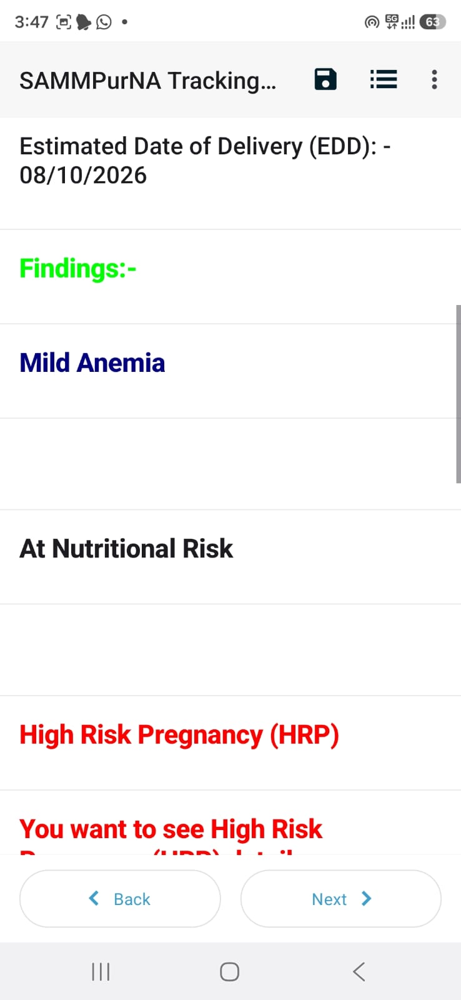 3:47
5G
63
SAMMPurNA Tracking...
Estimated Date of Delivery (EDD): -
08/10/2026
Findings:-
Mild Anemia
At Nutritional Risk
High Risk Pregnancy (HRP)
You want to see High Risk
Back
Next